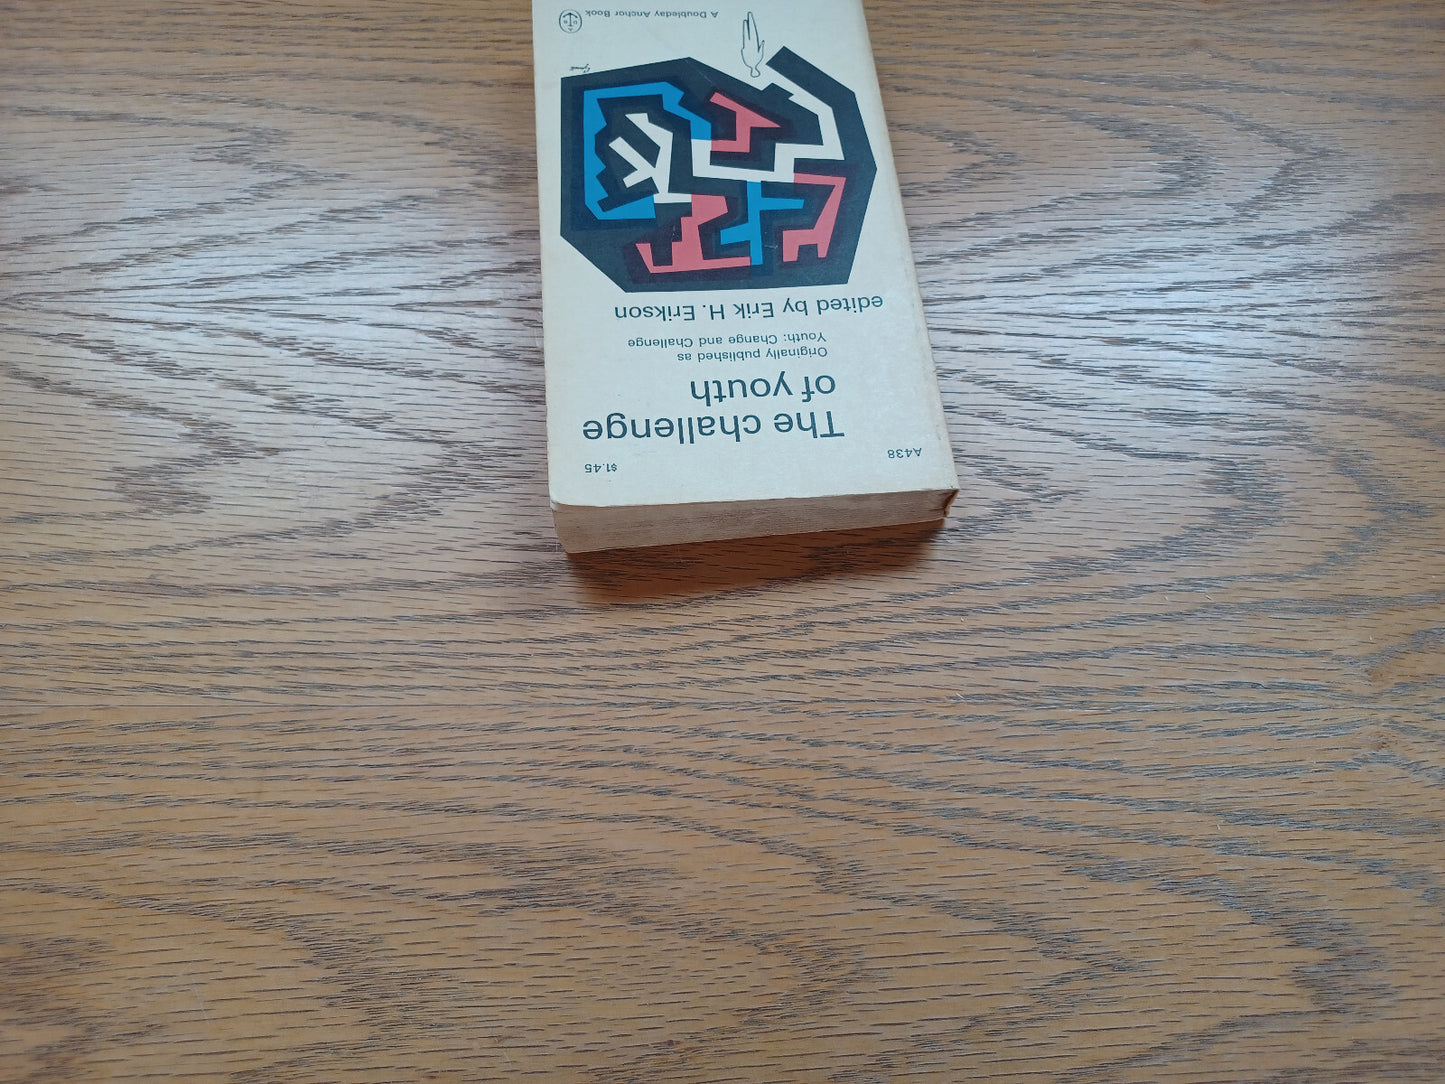 A438
$1.45
The challenge
of youth
Originally published as
Youth: Change and Challenge
edited by Erik H. Erikson
A Doubleday Anchor Book